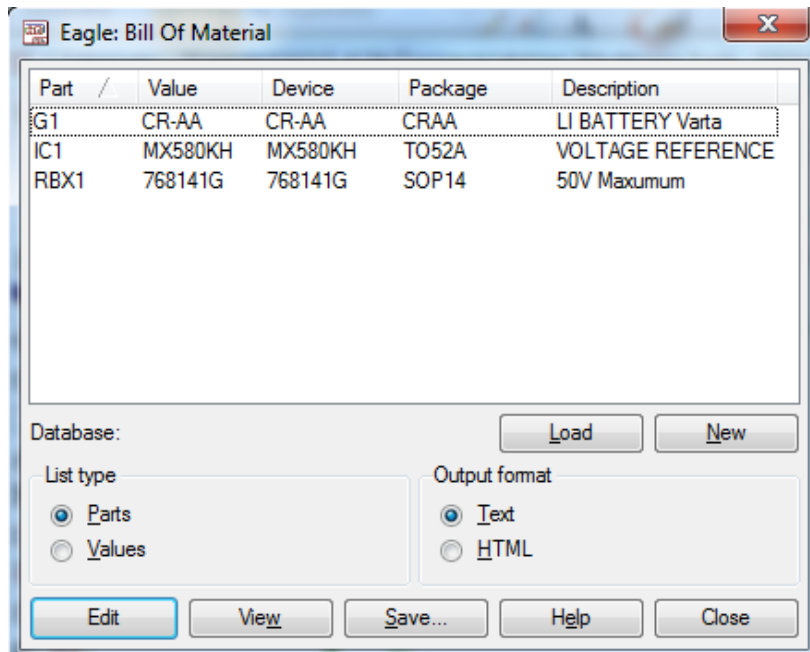 Eagle: Bill Of Material
Part Value Device Package Description
G1 CR-AA CR-AA CRAA LI BATTERY Varta
IC1 MX580KH MX580KH TO52A VOLTAGE REFERENCE
RBX1 768141G 768141G SOP14 50V Maxumum
Database: Load New
List type Output format
Parts Text
Values HTML
Edit View Save... Help Close